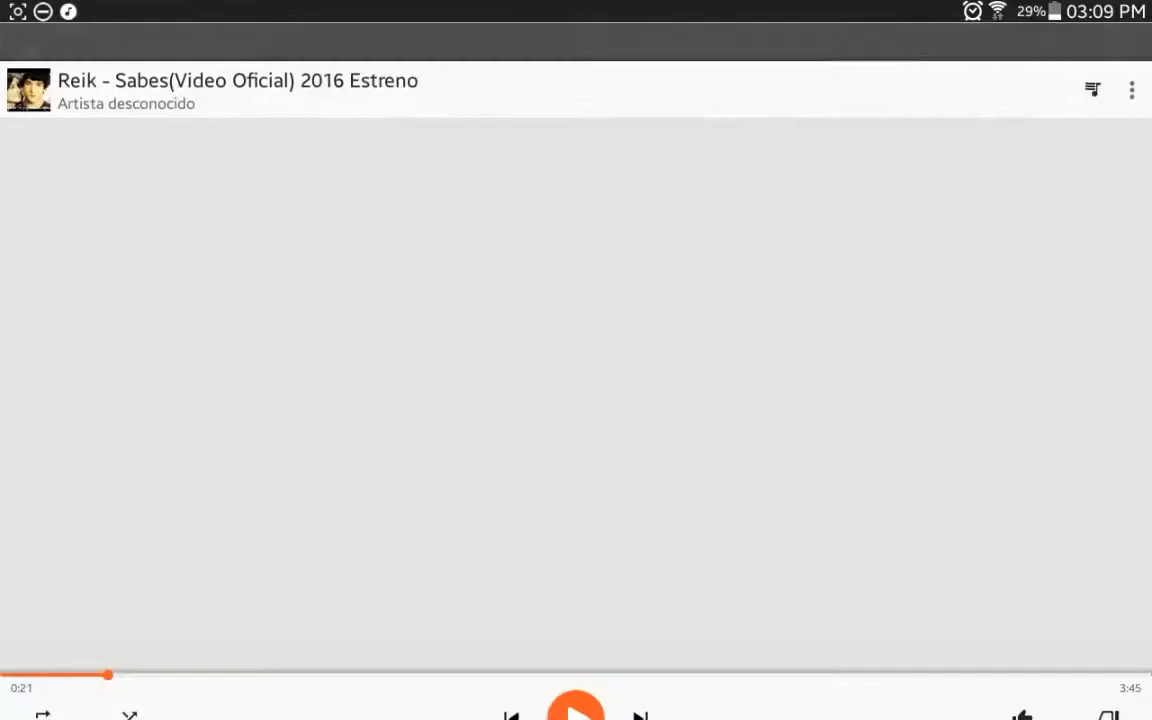 29% 03:09 PM
Reik - Sabes(Video Oficial) 2016 Estreno
Artista desconocido
0:21
3:45